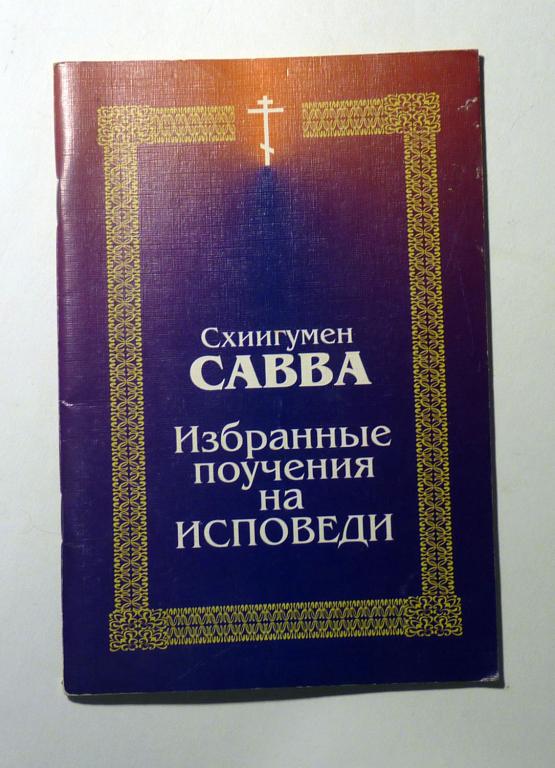 Схиигумен
САВВА
Избранные
поучения
на
ИСПОВЕДИ